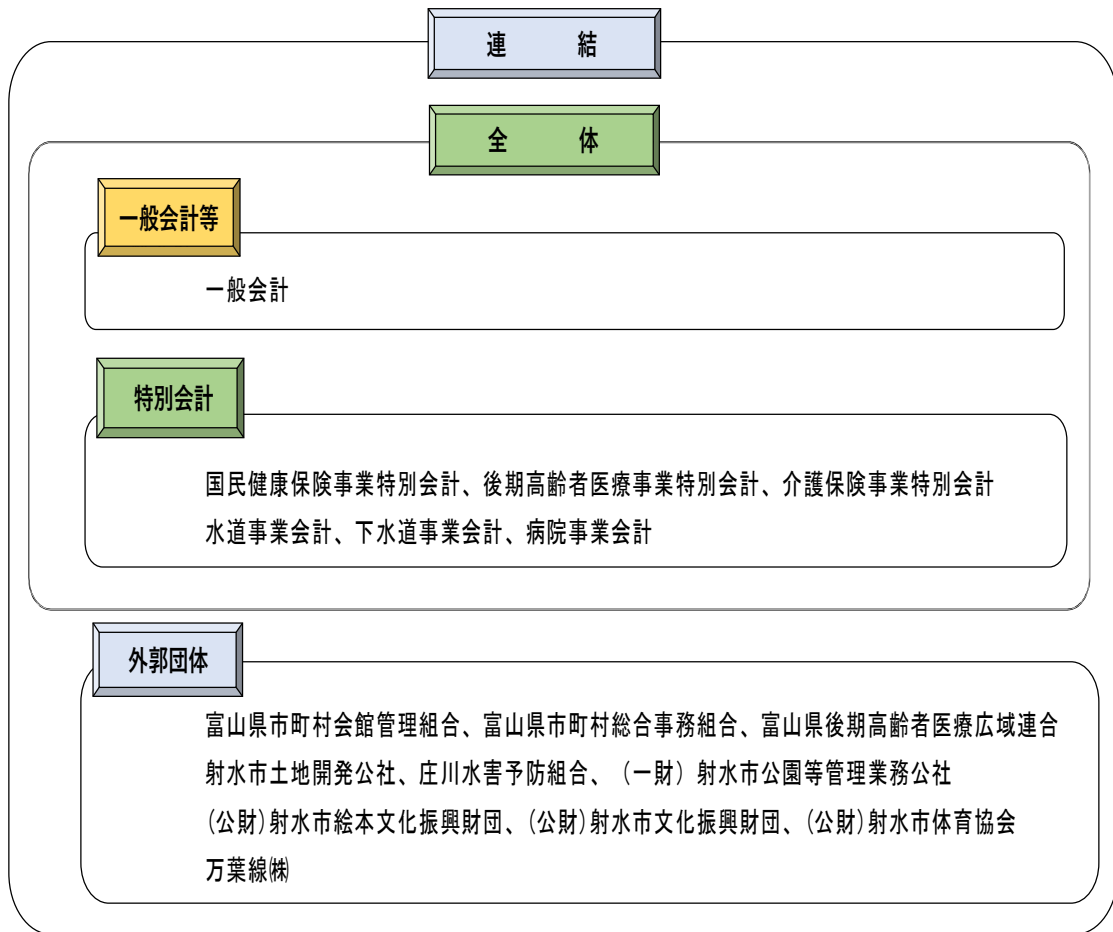 連　　　結
全　　　体
一般会計等
一般会計
特別会計
国民健康保険事業特別会計、後期高齢者医療事業特別会計、介護保険事業特別会計
水道事業会計、下水道事業会計、病院事業会計
外郭団体
富山県市町村会館管理組合、富山県市町村総合事務組合、富山県後期高齢者医療広域連合
射水市土地開発公社、庄川水害予防組合、（一財）射水市公園等管理業務公社
(公財)射水市絵本文化振興財団、(公財)射水市文化振興財団、(公財)射水市体育協会
万葉線㈱